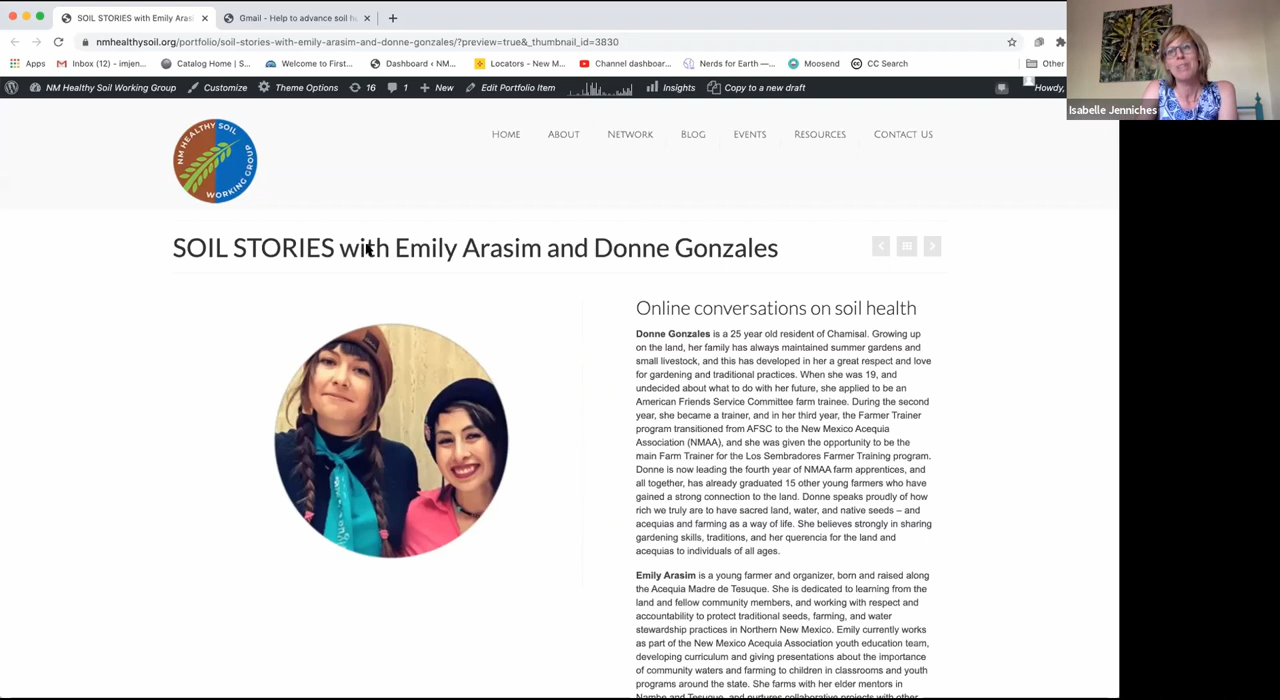 SOIL STORIES with Emily Aras
Gmail - Help to advance soil h
nmhealthysoil.org/portfolio/soil-stories-with-emily-arasim-and-donne-gonzales/?preview=true&_thumbnail_id=3830
Apps
Inbox (12) - imjen...
Catalog Home | S...
Welcome to First...
Dashboard ‹ NM...
Locators - New M...
Channel dashboar...
Nerds for Earth —...
Moosend
CC Search
Other
NM Healthy Soil Working Group
Customize
Theme Options
16
1
New
Edit Portfolio Item
Insights
Copy to a new draft
Howdy,
Isabelle Jenniches
NM HEALTHY SOIL
WORKING GROUP
HOME
ABOUT
NETWORK
BLOG
EVENTS
RESOURCES
CONTACT US
SOIL STORIES with Emily Arasim and Donne Gonzales
Online conversations on soil health
Donne Gonzales is a 25 year old resident of Chamisal. Growing up
on the land, her family has always maintained summer gardens and
small livestock, and this has developed in her a great respect and love
for gardening and traditional practices. When she was 19, and
undecided about what to do with her future, she applied to be an
American Friends Service Committee farm trainee. During the second
year, she became a trainer, and in her third year, the Farmer Trainer
program transitioned from AFSC to the New Mexico Acequia
Association (NMAA), and she was given the opportunity to be the
main Farm Trainer for the Los Sembradores Farmer Training program.
Donne is now leading the fourth year of NMAA farm apprentices, and
all together, has already graduated 15 other young farmers who have
gained a strong connection to the land. Donne speaks proudly of how
rich we truly are to have sacred land, water, and native seeds – and
acequias and farming as a way of life. She believes strongly in sharing
gardening skills, traditions, and her querencia for the land and
acequias to individuals of all ages.
Emily Arasim is a young farmer and organizer, born and raised along
the Acequia Madre de Tesuque. She is dedicated to learning from the
land and fellow community members, and working with respect and
accountability to protect traditional seeds, farming, and water
stewardship practices in Northern New Mexico. Emily currently works
as part of the New Mexico Acequia Association youth education team,
developing curriculum and giving presentations about the importance
of community waters and farming to children in classrooms and youth
programs around the state. She farms with her elder mentors in
Nambe and Tesuque, and nurtures collaborative projects with other